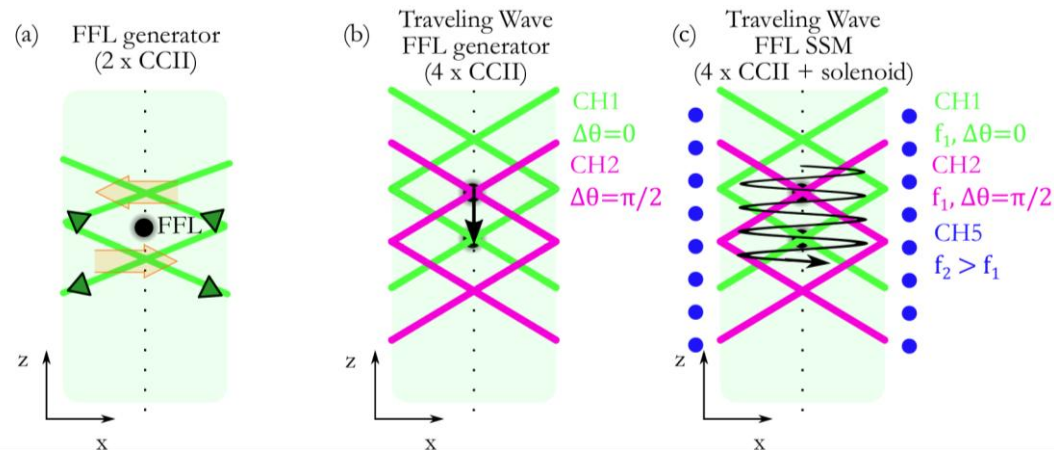 (a)
FFL generator
(2 x CCII)
FFL
z
x
(b)
Traveling Wave
FFL generator
(4 x CCII)
CH1
Δθ=0
CH2
Δθ=π/2
z
x
(c)
Traveling Wave
FFL SSM
(4 x CCII + solenoid)
CH1
f₁, Δθ=0
CH2
f₁, Δθ=π/2
CH5
f₂ > f₁
z
x